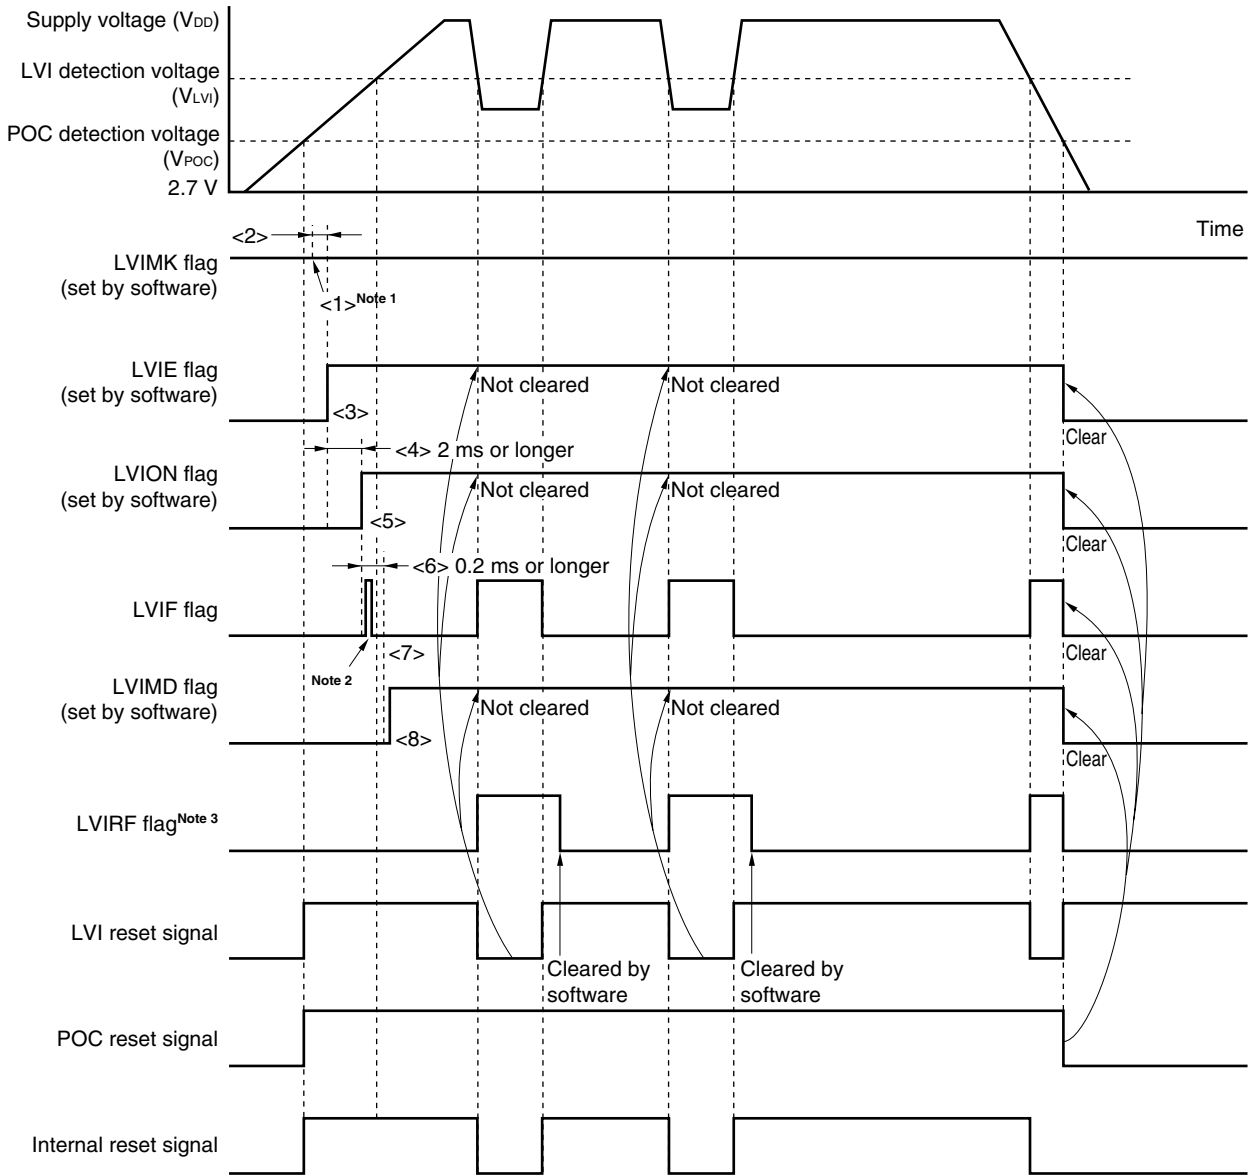 Supply voltage (VDD)
LVI detection voltage
(VLVI)
POC detection voltage
(VPOC)
2.7 V
Time
<2>
LVIMK flag
(set by software)
<1>Note 1
LVIE flag
(set by software)
Not cleared
Not cleared
<3>
Clear
<4> 2 ms or longer
LVION flag
(set by software)
Not cleared
Not cleared
<5>
Clear
<6> 0.2 ms or longer
LVIF flag
<7>
Clear
Note 2
LVIMD flag
(set by software)
Not cleared
Not cleared
<8>
Clear
LVIRF flagNote 3
LVI reset signal
Cleared by
software
Cleared by
software
POC reset signal
Internal reset signal